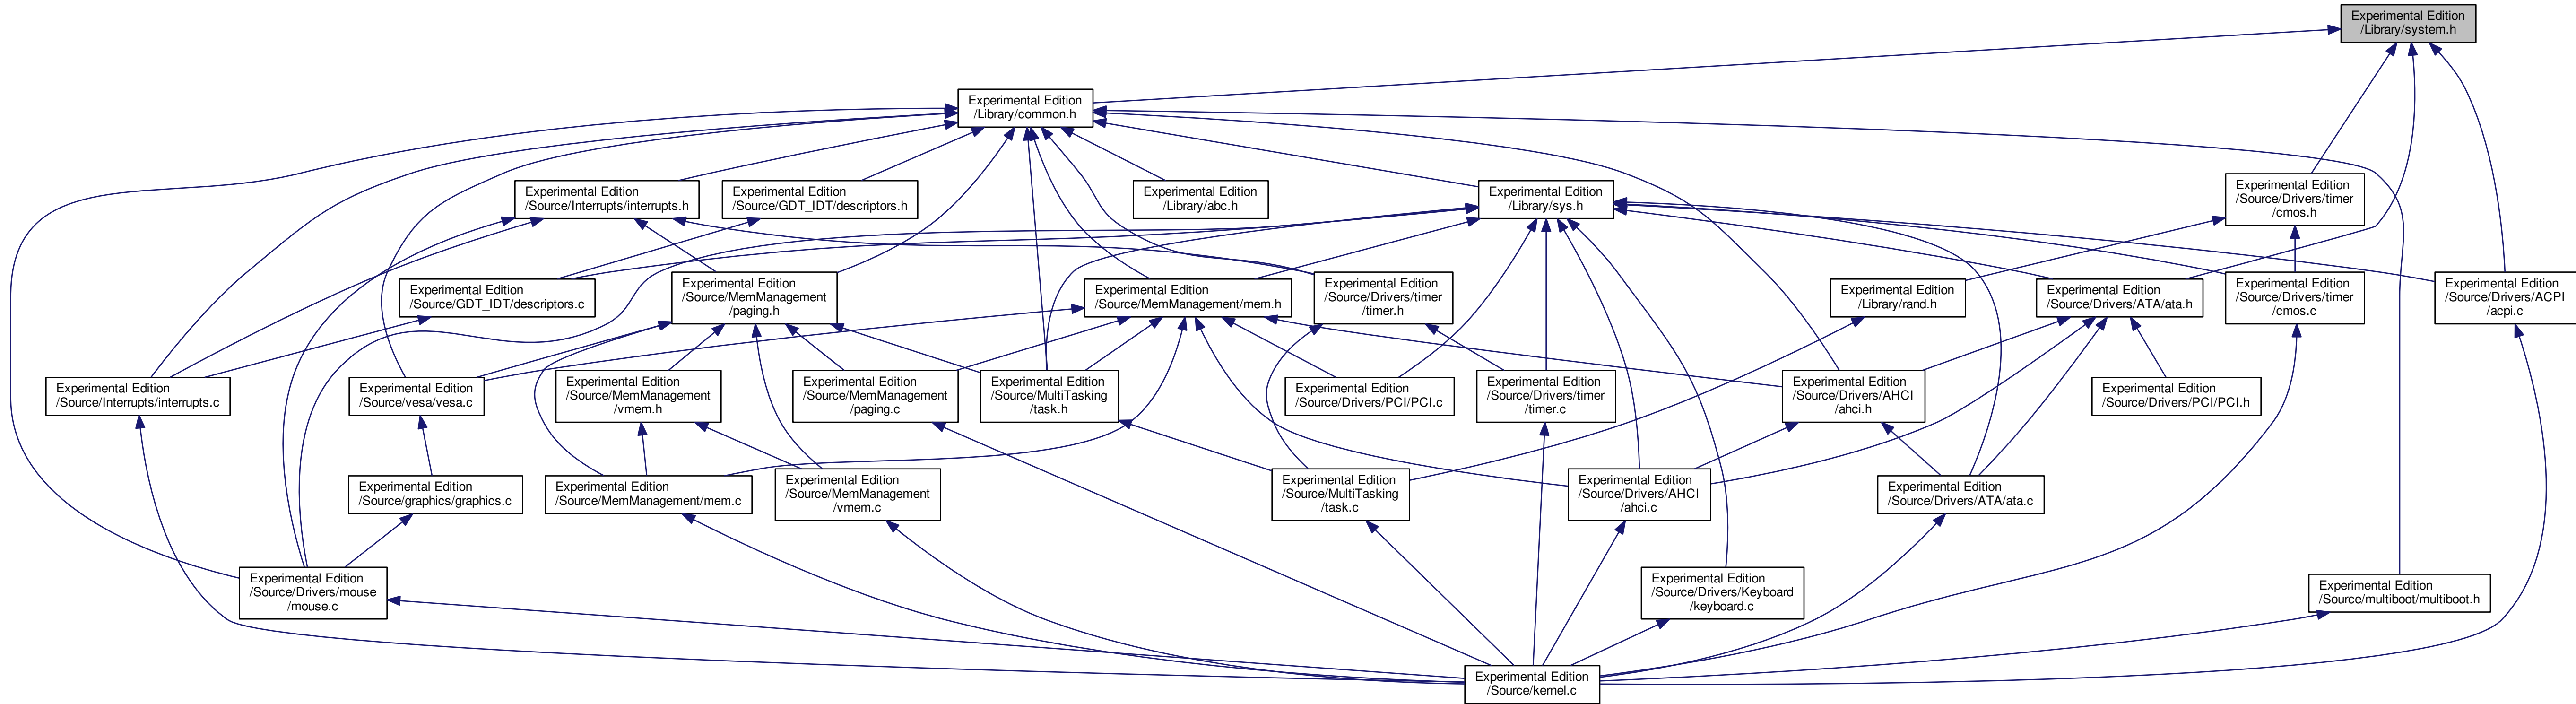 Experimental Edition
/Library/system.h
Experimental Edition
/Library/common.h
Experimental Edition
/Source/Interrupts/interrupts.h
Experimental Edition
/Source/GDT_IDT/descriptors.h
Experimental Edition
/Library/abc.h
Experimental Edition
/Library/sys.h
Experimental Edition
/Source/Drivers/timer
/cmos.h
Experimental Edition
/Source/GDT_IDT/descriptors.c
Experimental Edition
/Source/MemManagement
/paging.h
Experimental Edition
/Source/MemManagement/mem.h
Experimental Edition
/Source/Drivers/timer
/timer.h
Experimental Edition
/Library/rand.h
Experimental Edition
/Source/Drivers/ATA/ata.h
Experimental Edition
/Source/Drivers/timer
/cmos.c
Experimental Edition
/Source/Drivers/ACPI
/acpi.c
Experimental Edition
/Source/Interrupts/interrupts.c
Experimental Edition
/Source/vesa/vesa.c
Experimental Edition
/Source/MemManagement
/vmem.h
Experimental Edition
/Source/MemManagement
/paging.c
Experimental Edition
/Source/MultiTasking
/task.h
Experimental Edition
/Source/Drivers/PCI/PCI.c
Experimental Edition
/Source/Drivers/timer
/timer.c
Experimental Edition
/Source/Drivers/AHCI
/ahci.h
Experimental Edition
/Source/Drivers/PCI/PCI.h
Experimental Edition
/Source/graphics/graphics.c
Experimental Edition
/Source/MemManagement/mem.c
Experimental Edition
/Source/MemManagement
/vmem.c
Experimental Edition
/Source/MultiTasking
/task.c
Experimental Edition
/Source/Drivers/AHCI
/ahci.c
Experimental Edition
/Source/Drivers/ATA/ata.c
Experimental Edition
/Source/Drivers/mouse
/mouse.c
Experimental Edition
/Source/Drivers/Keyboard
/keyboard.c
Experimental Edition
/Source/multiboot/multiboot.h
Experimental Edition
/Source/kernel.c